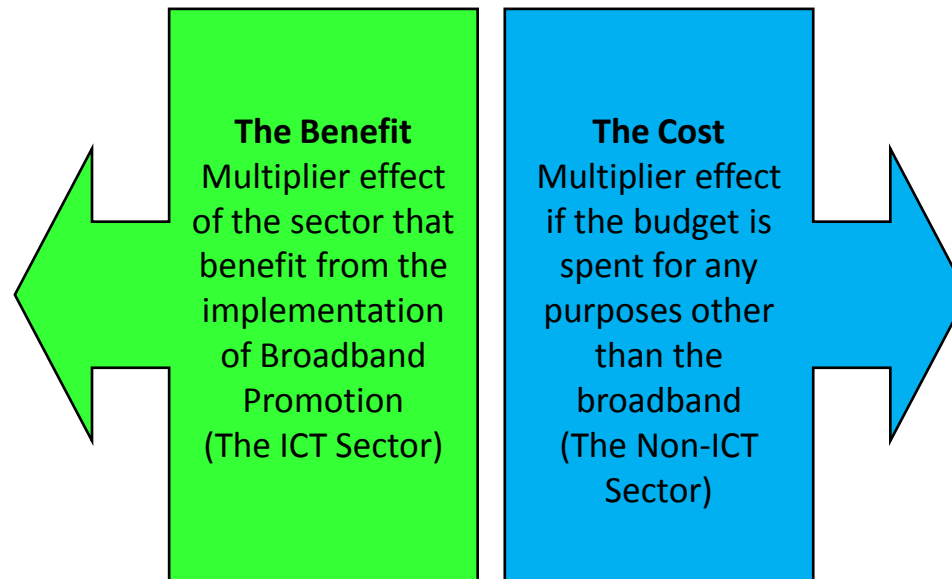 The Benefit
Multiplier effect
of the sector that
benefit from the
implementation
of Broadband
Promotion
(The ICT Sector)
The Cost
Multiplier effect
if the budget is
spent for any
purposes other
than the
broadband
(The Non-ICT
Sector)